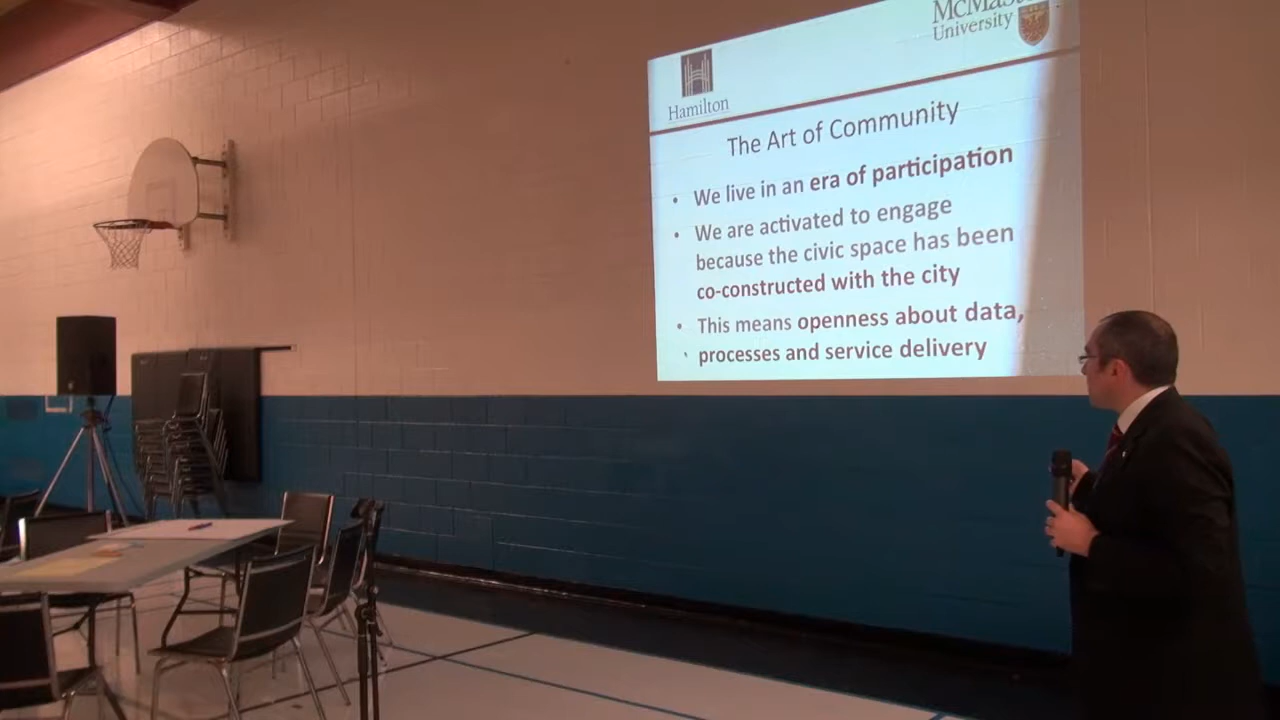 Hamilton
University
The Art of Community
• We live in an era of participation
• We are activated to engage
because the civic space has been
co-constructed with the city
• This means openness about data,
• processes and service delivery